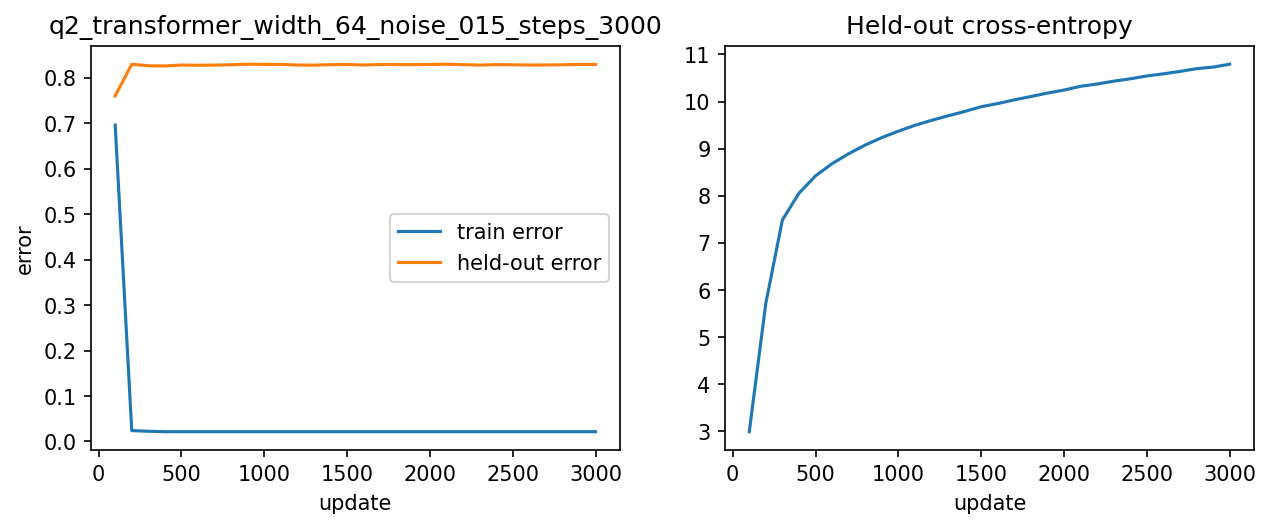 q2_transformer_width_64_noise_015_steps_3000
error
0.8
0.7
0.6
0.5
0.4
0.3
0.2
0.1
0.0
train error
held-out error
0 500 1000 1500 2000 2500 3000
update
Held-out cross-entropy
11
10
9
8
7
6
5
4
3
0 500 1000 1500 2000 2500 3000
update